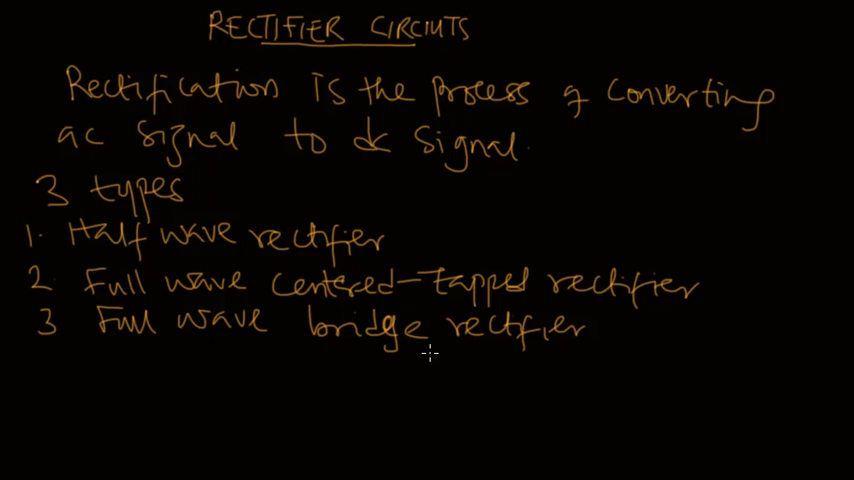 RECTIFIER CIRCIUTS
Rectification is the process of converting
ac signal to dc signal.
3 types
1. Half wave rectifier
2. Full wave centered-tapped rectifier
3 Full wave bridge rectifier